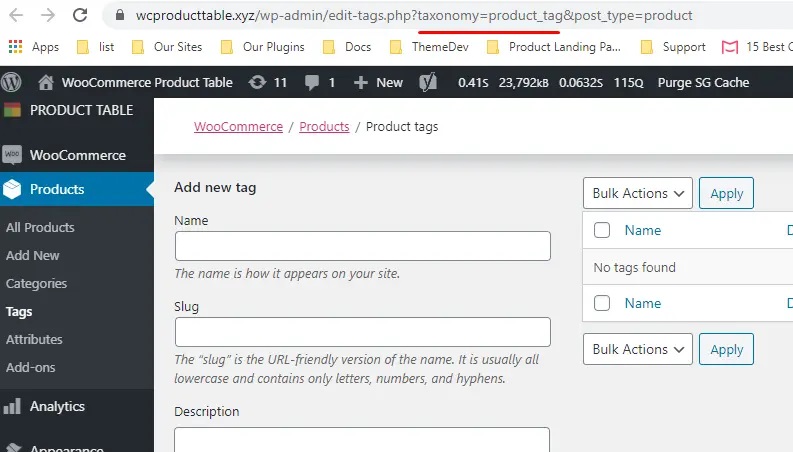 wcproducttable.xyz/wp-admin/edit-tags.php?taxonomy=product_tag&post_type=product
Apps list Our Sites Our Plugins Docs ThemeDev Product Landing Pa... Support 15 Best C
WooCommerce Product Table 11 1 New 0.41S 23,792KB 0.0632S 115Q Purge SG Cache
PRODUCT TABLE
WooCommerce / Products / Product tags
WooCommerce
Products
All Products
Add New
Categories
Tags
Attributes
Add-ons
Analytics
Appearance
Add new tag
Name
The name is how it appears on your site.
Slug
The “slug” is the URL-friendly version of the name. It is usually all
lowercase and contains only letters, numbers, and hyphens.
Description
Bulk Actions Apply
Name D
No tags found
Name D
Bulk Actions Apply